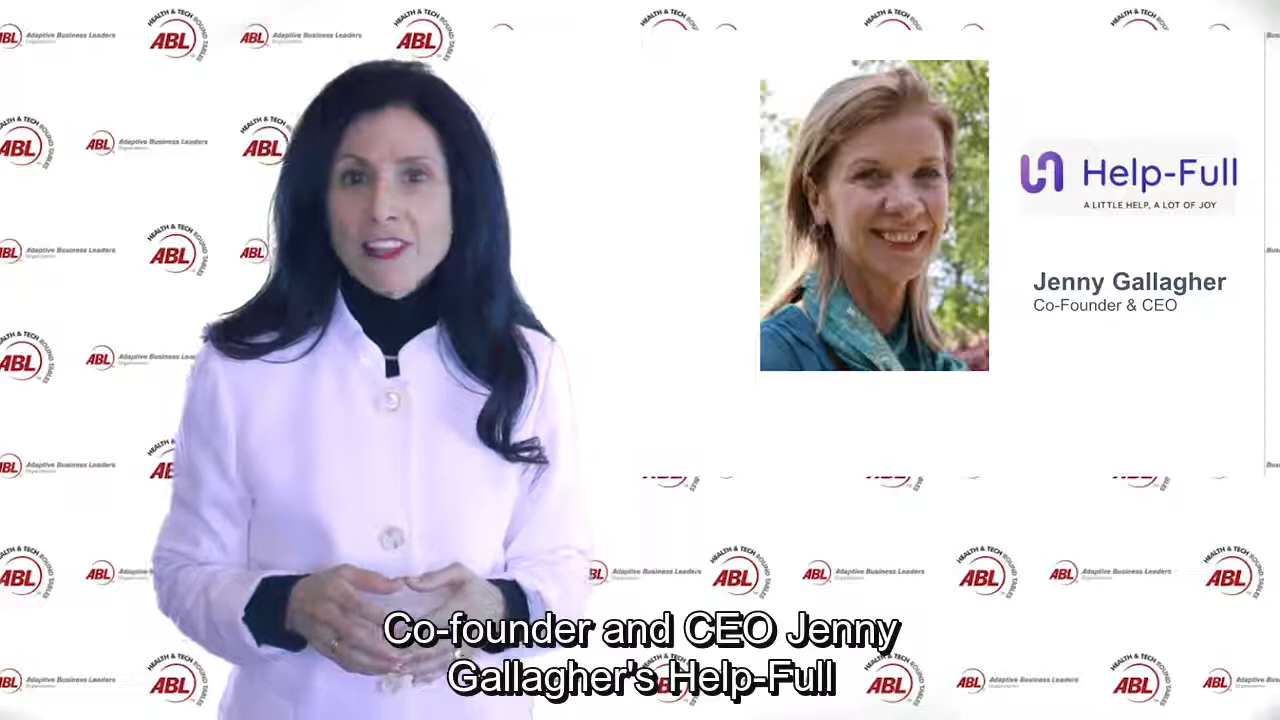 HEALTH & TECH ROUND TABLES
ABL
Adaptive Business Leaders
Organization
Help-Full
A LITTLE HELP, A LOT OF JOY
Jenny Gallagher
Co-Founder & CEO
Co-founder and CEO Jenny
Gallagher's Help-Full